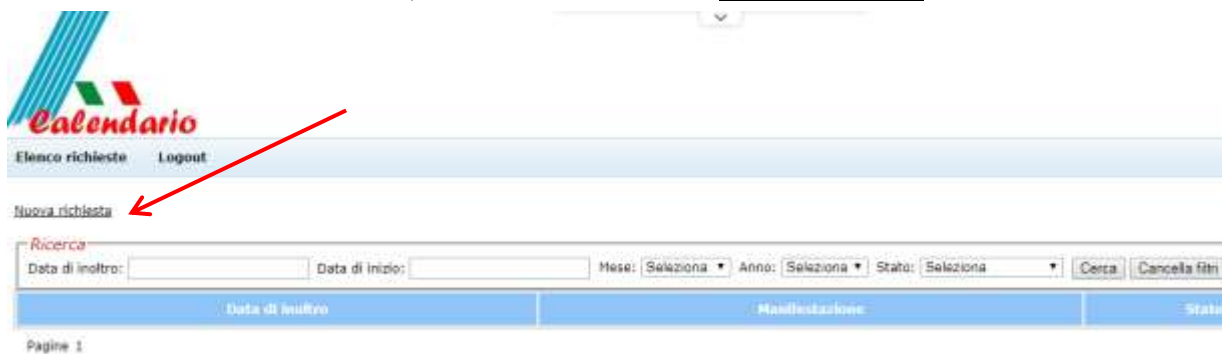 Calendario
Elenco richieste Logout
Nuova richiesta
Ricerca
Data di inoltro: Data di inizio: Mese: Seleziona Anno: Seleziona Stato: Seleziona Cerca Cancella filtri
Data di inoltro Manifestazione Stato
Pagine 1